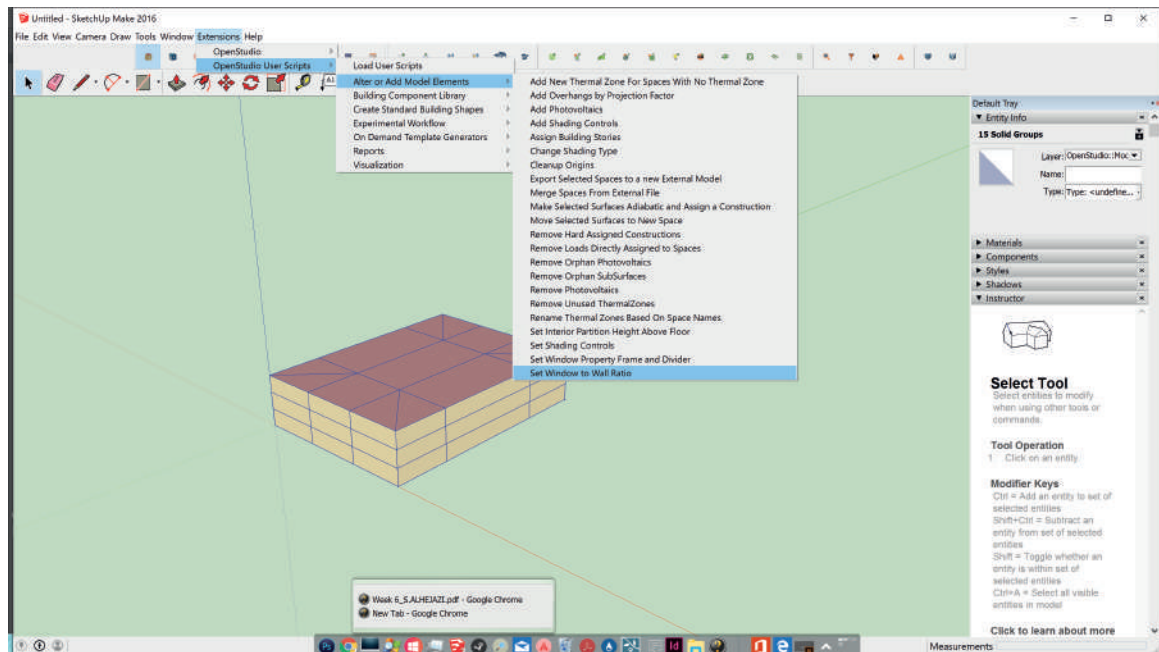 Untitled - SketchUp Make 2016
File Edit View Camera Draw Tools Window Extensions Help
OpenStudio
OpenStudio User Scripts
Load User Scripts
Alter or Add Model Elements
Building Component Library
Create Standard Building Shapes
Experimental Workflow
On Demand Template Generators
Reports
Visualization
Add New Thermal Zone For Spaces With No Thermal Zone
Add Overhangs by Projection Factor
Add Photovoltaics
Add Shading Controls
Assign Building Stories
Change Shading Type
Cleanup Origins
Export Selected Spaces to a new External Model
Merge Spaces From External File
Make Selected Surfaces Adiabatic and Assign a Construction
Move Selected Surfaces to New Space
Remove Hard Assigned Constructions
Remove Loads Directly Assigned to Spaces
Remove Orphan Photovoltaics
Remove Orphan SubSurfaces
Remove Photovoltaics
Remove Unused ThermalZones
Rename Thermal Zones Based On Space Names
Set Interior Partition Height Above Floor
Set Shading Controls
Set Window Property Frame and Divider
Set Window to Wall Ratio
Default Tray
Entity Info
15 Solid Groups
Layer: OpenStudio::Moc
Name:
Type: Type: <undefine...
Materials
Components
Styles
Shadows
Instructor
Select Tool
Select entities to modify
when using other tools or
commands.
Tool Operation
1 Click on an entity
Modifier Keys
Ctrl = Add an entity to set of
selected entities
Shift+Ctrl = Subtract an
entity from set of selected
entities
Shift = Toggle whether an
entity is within set of
selected entities
Ctrl+A = Select all visible
entities in model
Click to learn about more
Week 6_S.ALHEJAZI.pdf - Google Chrome
New Tab - Google Chrome
Id
Measurements